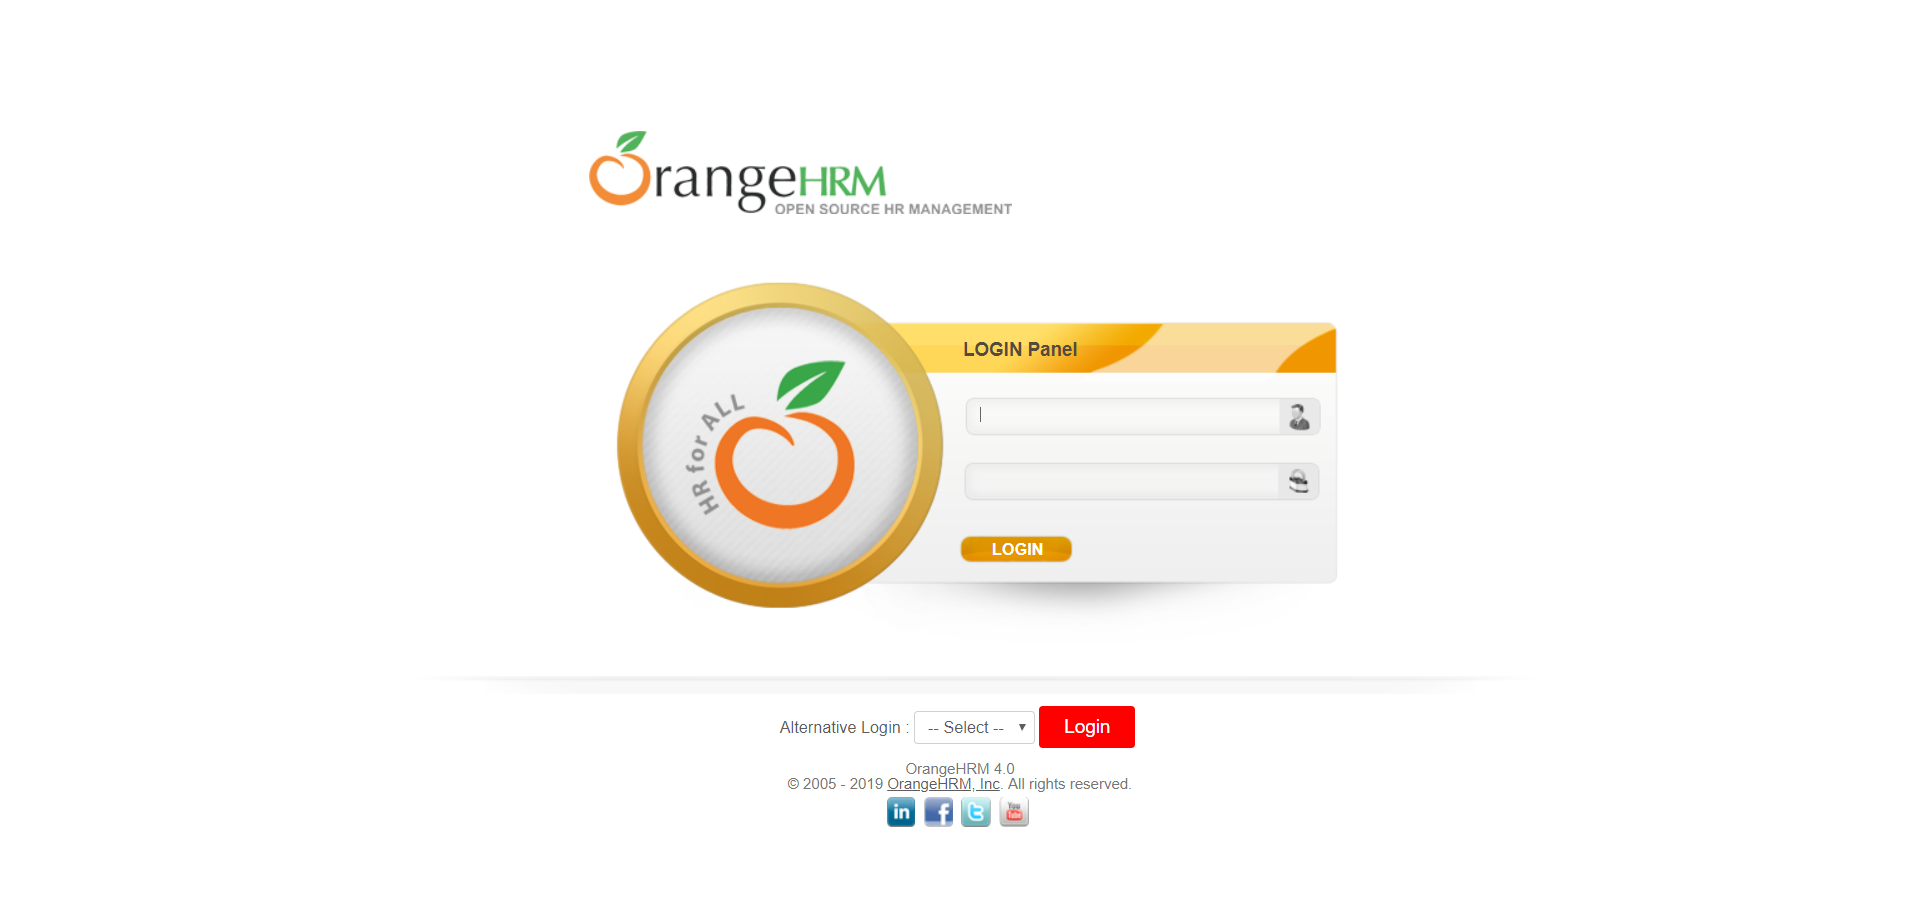 OrangeHRM
OPEN SOURCE HR MANAGEMENT
HR for ALL
LOGIN Panel
LOGIN
Alternative Login : -- Select -- Login
OrangeHRM 4.0
© 2005 - 2019 OrangeHRM, Inc. All rights reserved.
in f t You Tube